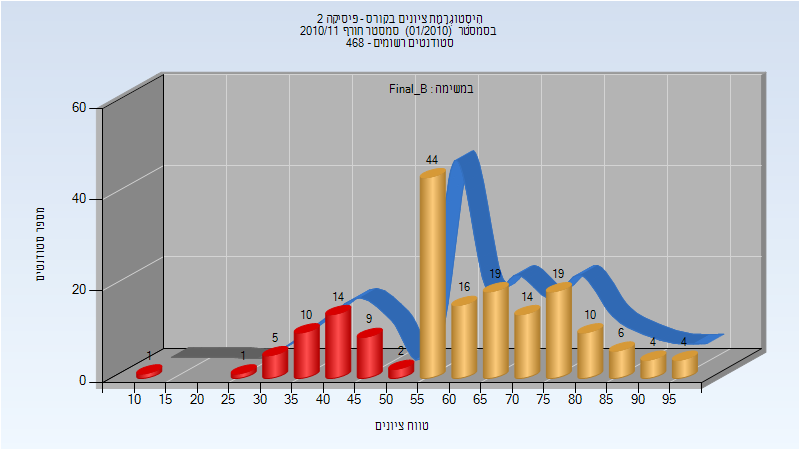 היסטוגרמת ציונים בקורס - פיסיקה 2
בסמסטר (01/2010) סמסטר חורף 2010/11
סטודנטים רשומים - 468
במשימה : Final_B
מספר סטודנטים
60
40
20
0
1
1
5
10
14
9
2
44
16
19
14
19
10
6
4
4
10 15 20 25 30 35 40 45 50 55 60 65 70 75 80 85 90 95
טווח ציונים